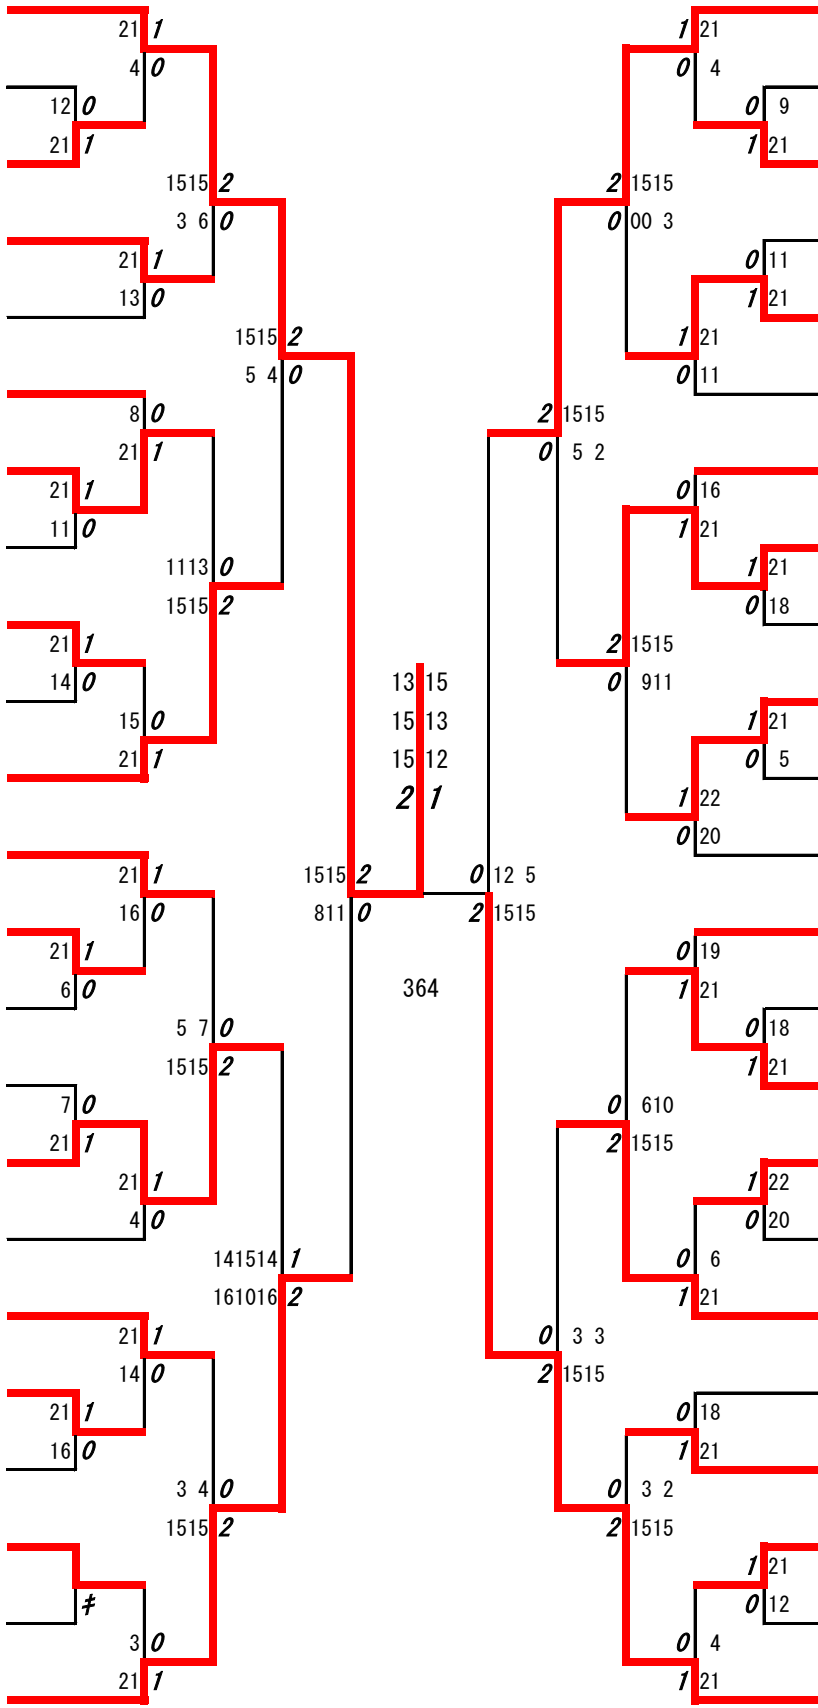 21 1 1 21
4 0 0 4
12 0 0 9
21 1 1 21
1515 2 2 1515
3 6 0 0 00 3
21 1 0 11
13 0 1 21
1515 2 1 21
5 4 0 0 11
8 0 2 1515
21 1 0 5 2
21 1 0 16
11 0 1 21
1113 0 1 21
1515 2 0 18
21 1 2 1515
14 0 13 15 0 911
15 0 15 13 1 21
21 1 15 12 0 5
2 1 1 22
0 20
21 1 1515 2 0 12 5
16 0 811 0 2 1515
21 1 0 19
6 0 364 1 21
5 7 0 0 18
1515 2 1 21
7 0 0 610
21 1 2 1515
21 1 1 22
4 0 0 20
141514 1 0 6
161016 2 1 21
21 1 0 3 3
14 0 2 1515
21 1 0 18
16 0 1 21
3 4 0 0 3 2
1515 2 2 1515
1 21
ｷ 0 12
3 0 0 4
21 1 1 21